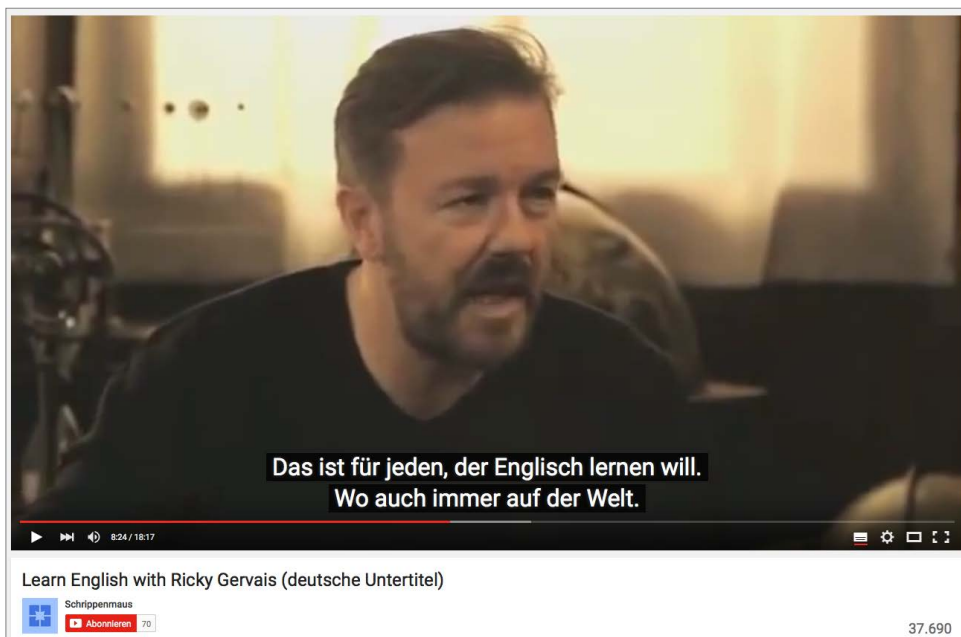 Das ist für jeden, der Englisch lernen will.
Wo auch immer auf der Welt.
8:24 / 18:17
Learn English with Ricky Gervais (deutsche Untertitel)
Schrippenmaus
Abonnieren 70
37.690